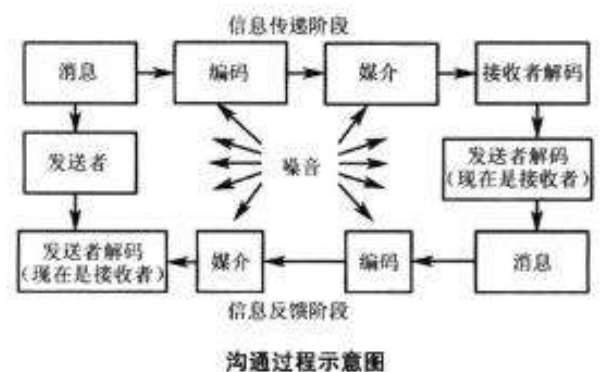 信息传递阶段
消息
编码
媒介
接收者解码
发送者
噪音
发送者解码
(现在是接收者)
发送者解码
(现在是接收者)
媒介
编码
消息
信息反馈阶段
沟通过程示意图